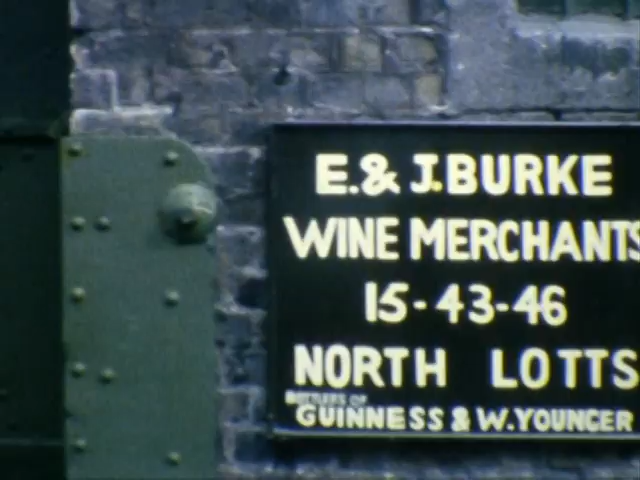 E. & J. BURKE
WINE MERCHANTS
15-43-46
NORTH LOTTS
BOTTLERS OF
GUINNESS & W. YOUNGER